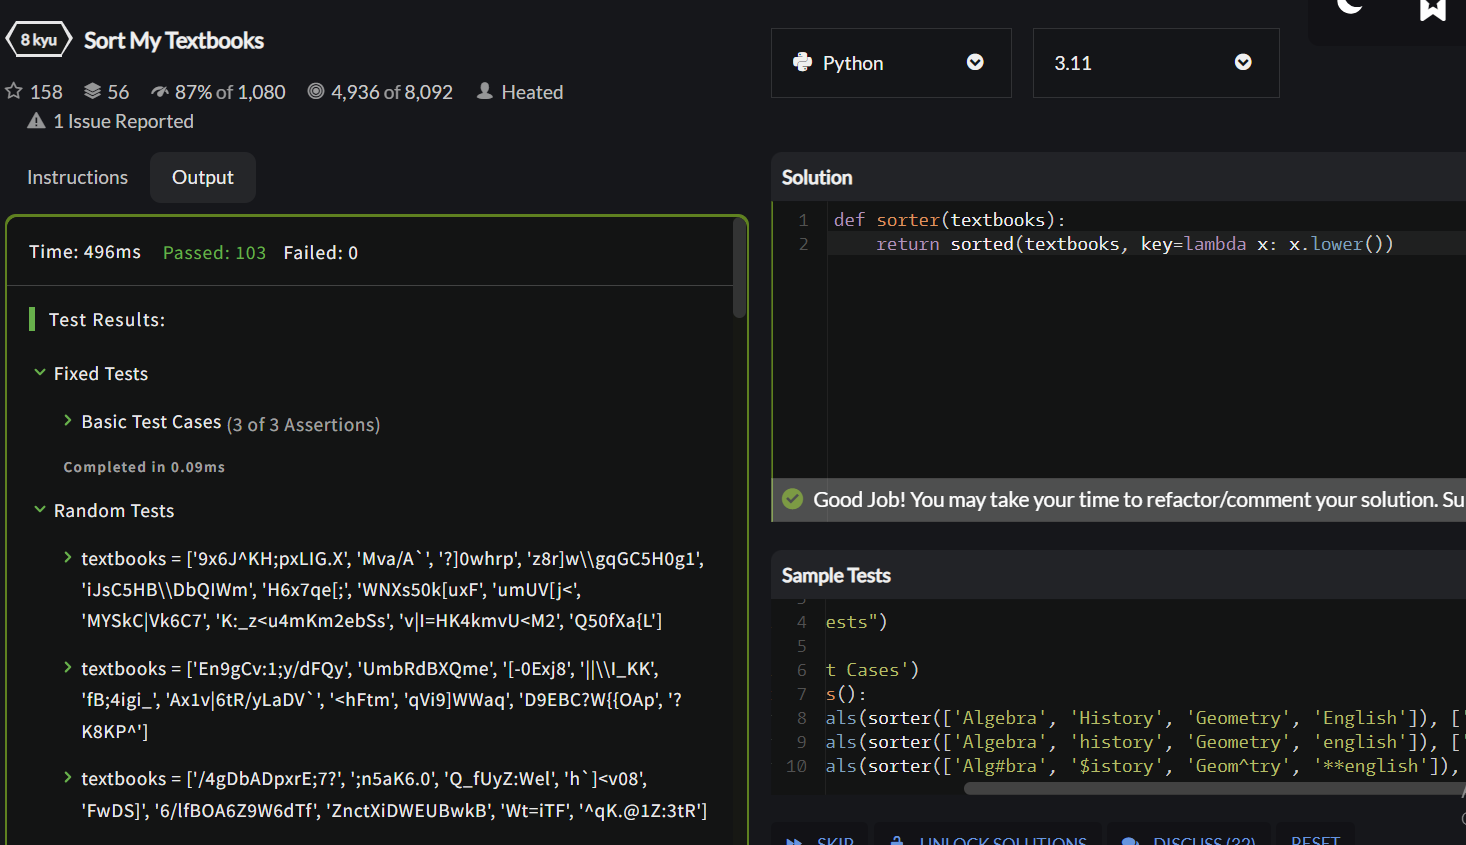 8 kyu Sort My Textbooks
158 56 87% of 1,080 4,936 of 8,092 Heated
1 Issue Reported
Instructions Output
Time: 496ms Passed: 103 Failed: 0
Test Results:
Fixed Tests
Basic Test Cases (3 of 3 Assertions)
Completed in 0.09ms
Random Tests
textbooks = ['9x6J^KH;pxLIG.X', 'Mva/A`', '?]0whrp', 'z8r]w\\gqGC5H0g1',
'iJsC5HB\\DbQIWm', 'H6x7qe[;', 'WNXs50k[uxF', 'umUV[j<',
'MYSkC|Vk6C7', 'K:_z<u4mKm2ebSs', 'v|I=HK4kmvU<M2', 'Q50fXa{L']
textbooks = ['En9gCv:1;y/dFQy', 'UmbRdBXQme', '[-0Exj8', '||\\I_KK',
'fB;4igi_', 'Ax1v|6tR/yLaDV`', '<hFtm', 'qVi9]WWaq', 'D9EBC?W{{OAp', '?
K8KP^']
textbooks = ['/4gDbADpxrE;7?', ';n5aK6.0', 'Q_fUyZ:Wel', 'h`]<v08',
'FwDS]', '6/lfBOA6Z9W6dTf', 'ZnctXiDWEUBwkB', 'Wt=iTF', '^qK.@1Z:3tR']
Python 3.11
Solution
1 def sorter(textbooks):
2 return sorted(textbooks, key=lambda x: x.lower())
Good Job! You may take your time to refactor/comment your solution. Su
Sample Tests
4 ests")
5
6 t Cases')
7 s():
8 als(sorter(['Algebra', 'History', 'Geometry', 'English']), ['
9 als(sorter(['Algebra', 'history', 'Geometry', 'english']), ['
10 als(sorter(['Alg#bra', '$istory', 'Geom^try', '**english']),
SKIP UNLOCK SOLUTIONS DISCUSS (32) RESET